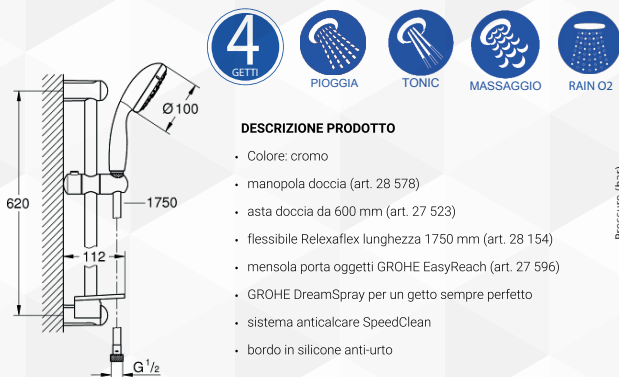 4
GETTI
PIOGGIA
TONIC
MASSAGGIO
RAIN O2
Ø100
1750
620
112
G 1/2
DESCRIZIONE PRODOTTO
• Colore: cromo
• manopola doccia (art. 28 578)
• asta doccia da 600 mm (art. 27 523)
• flessibile Relexaflex lunghezza 1750 mm (art. 28 154)
• mensola porta oggetti GROHE EasyReach (art. 27 596)
• GROHE DreamSpray per un getto sempre perfetto
• sistema anticalcare SpeedClean
• bordo in silicone anti-urto